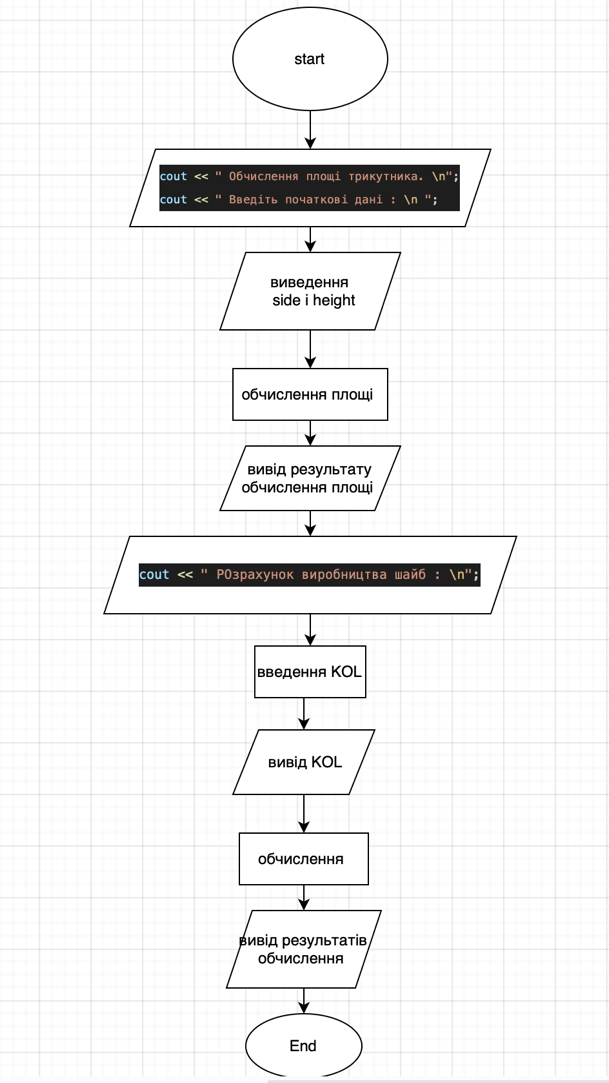 start
cout << " Обчислення площі трикутника. \n";
cout << " Введіть початкові дані : \n ";
виведення
side і height
обчислення площі
вивід результату
обчислення площі
cout << " РОзрахунок виробництва шайб : \n";
введення KOL
вивід KOL
обчислення
вивід результатів
обчислення
End